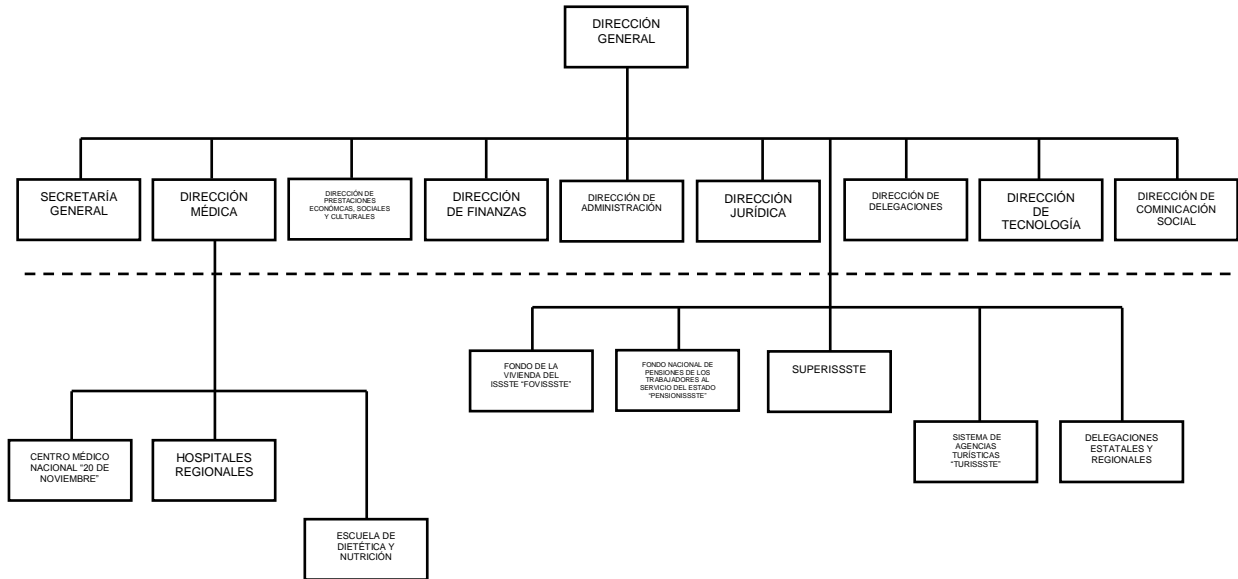 DIRECCIÓN
GENERAL
SECRETARÍA
GENERAL
DIRECCIÓN
MÉDICA
DIRECCIÓN DE
PRESTACIONES
ECONÓMCAS, SOCIALES
Y CULTURALES
DIRECCIÓN
DE FINANZAS
DIRECCIÓN DE
ADMINISTRACIÓN
DIRECCIÓN
JURÍDICA
DIRECCIÓN DE
DELEGACIONES
DIRECCIÓN
DE
TECNOLOGÍA
DIRECCIÓN DE
COMINICACIÓN
SOCIAL
FONDO DE LA
VIVIENDA DEL
ISSSTE "FOVISSSTE"
FONDO NACIONAL DE
PENSIONES DE LOS
TRABAJADORES AL
SERVICIO DEL ESTADO
"PENSIONISSSTE"
SUPERISSSTE
CENTRO MÉDICO
NACIONAL "20 DE
NOVIEMBRE"
HOSPITALES
REGIONALES
SISTEMA DE
AGENCIAS
TURÍSTICAS
"TURISSSTE"
DELEGACIONES
ESTATALES Y
REGIONALES
ESCUELA DE
DIETÉTICA Y
NUTRICIÓN